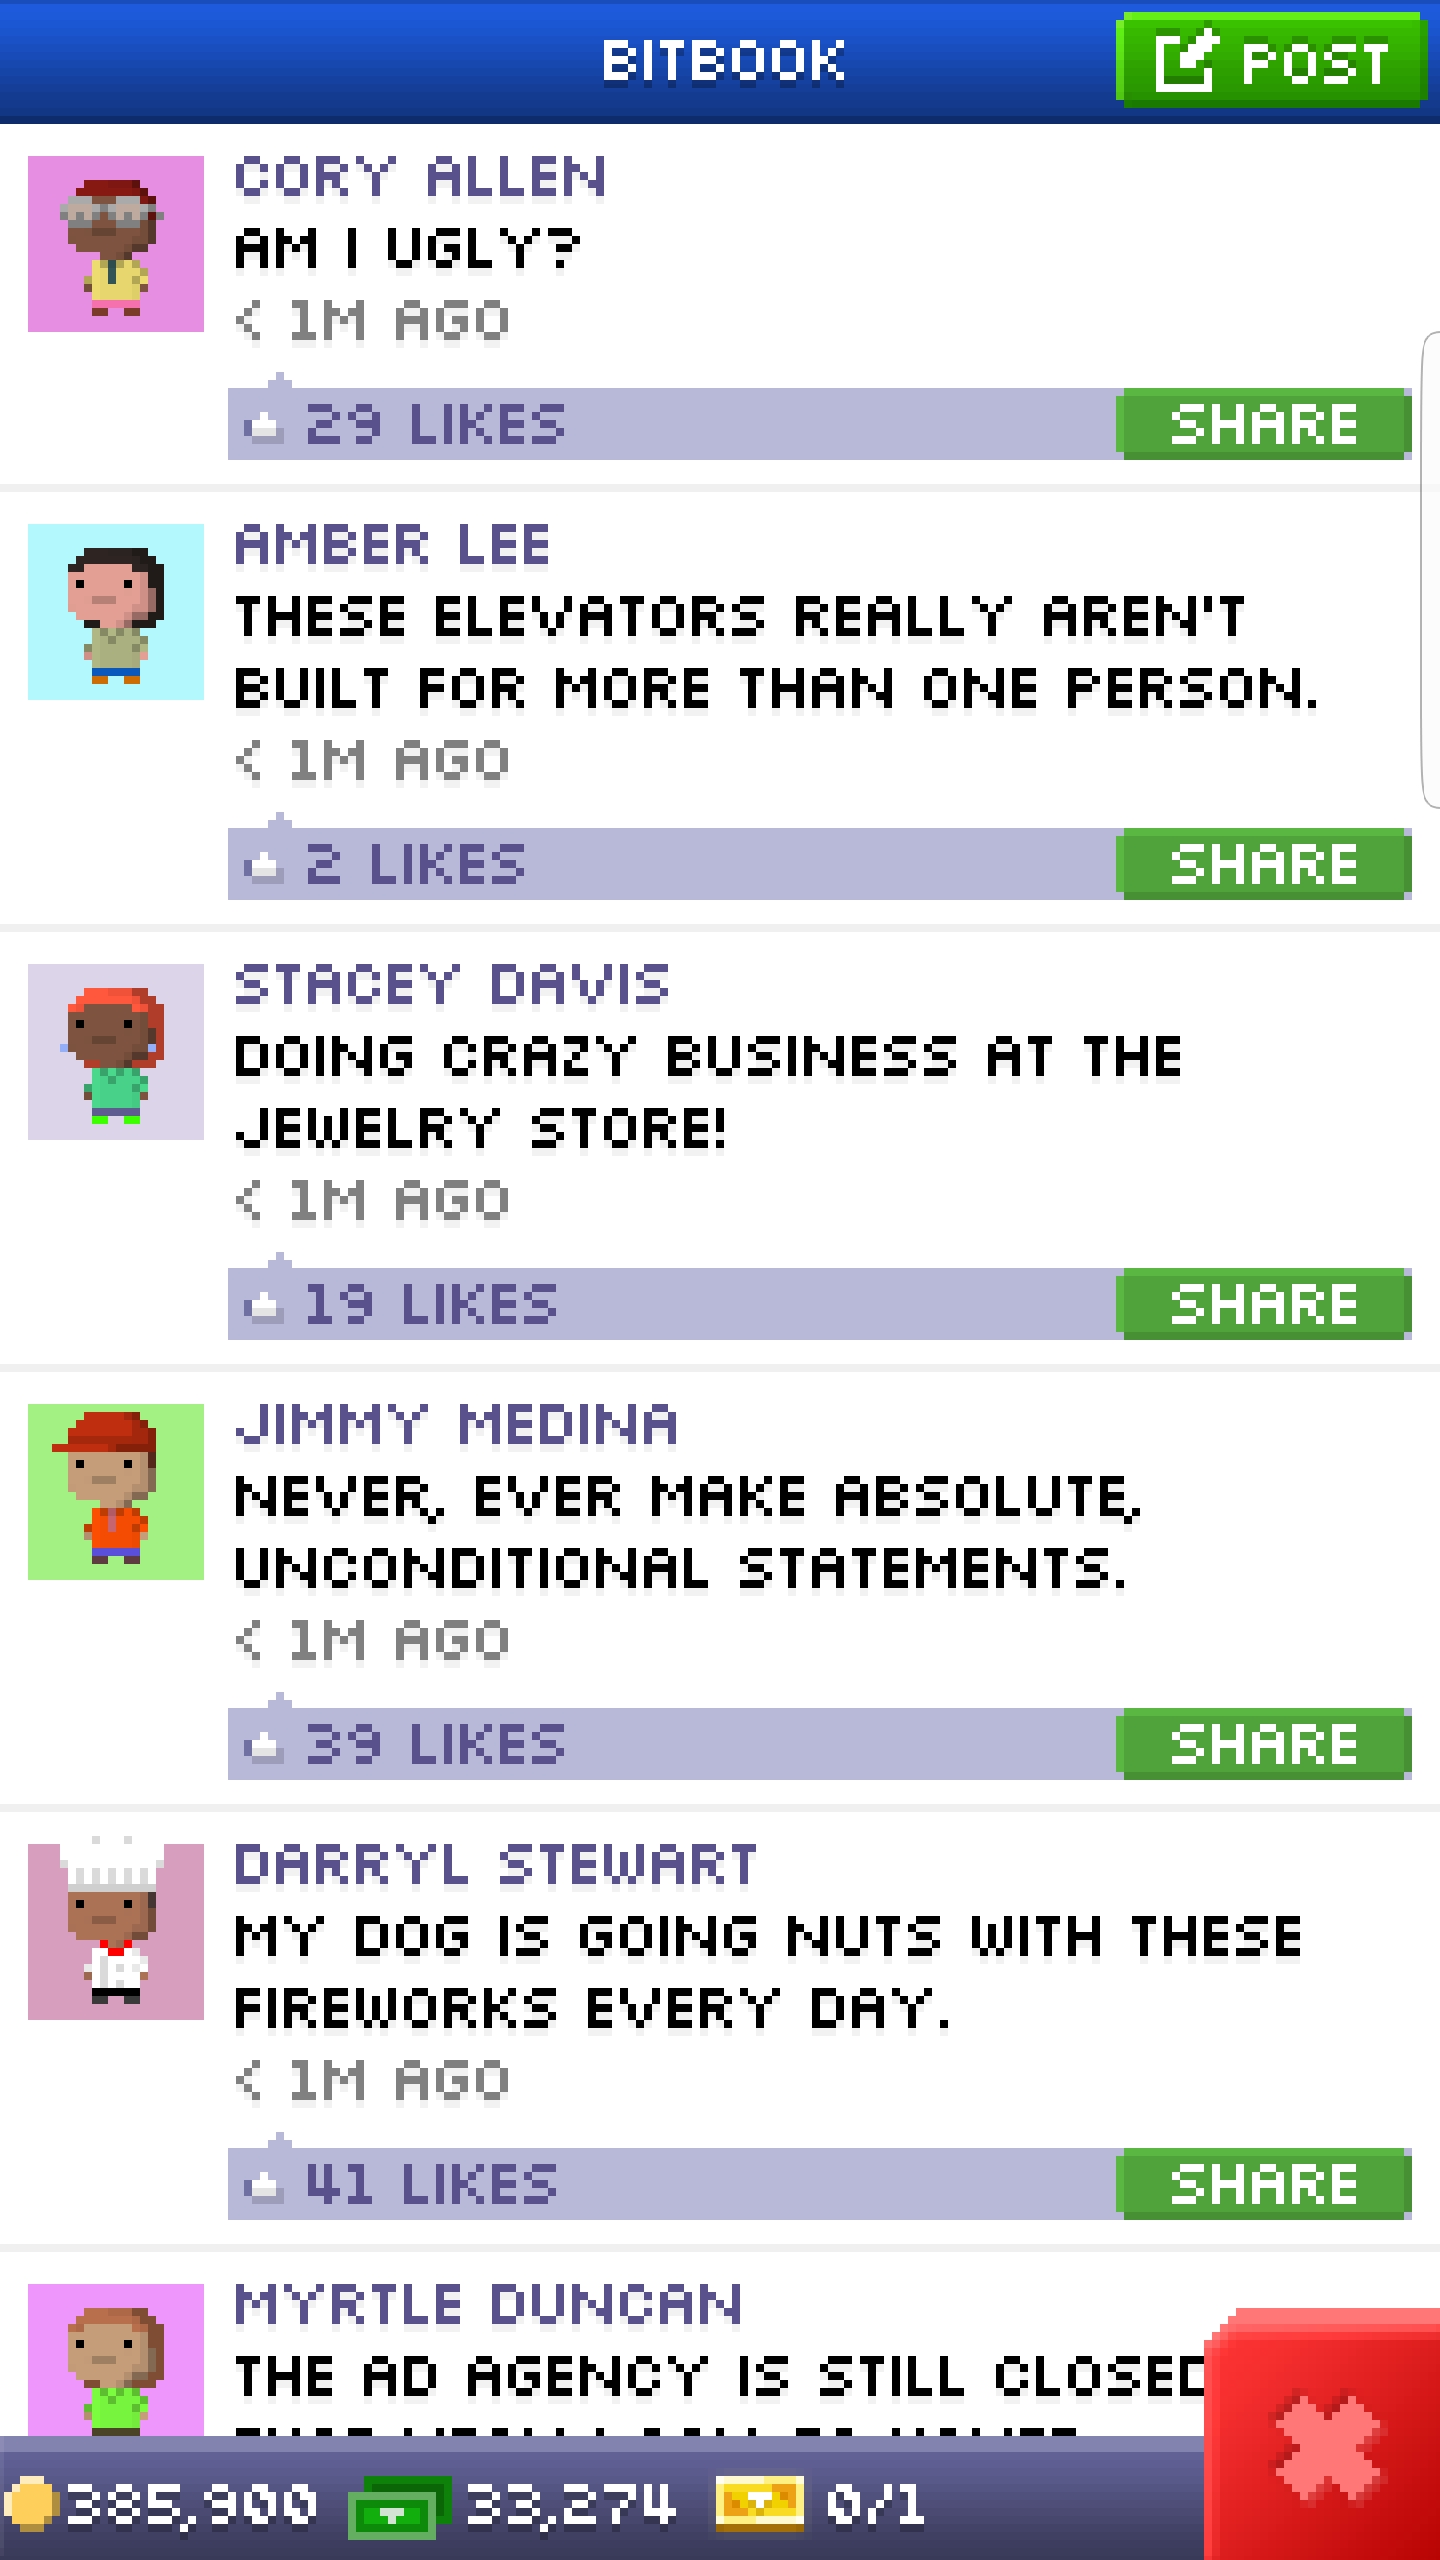 BITBOOK
POST
CORY ALLEN
AM I UGLY?
< 1M AGO
29 LIKES
SHARE
AMBER LEE
THESE ELEVATORS REALLY AREN'T
BUILT FOR MORE THAN ONE PERSON.
< 1M AGO
2 LIKES
SHARE
STACEY DAVIS
DOING CRAZY BUSINESS AT THE
JEWELRY STORE!
< 1M AGO
19 LIKES
SHARE
JIMMY MEDINA
NEVER, EVER MAKE ABSOLUTE,
UNCONDITIONAL STATEMENTS.
< 1M AGO
39 LIKES
SHARE
DARRYL STEWART
MY DOG IS GOING NUTS WITH THESE
FIREWORKS EVERY DAY.
< 1M AGO
41 LIKES
SHARE
MYRTLE DUNCAN
THE AD AGENCY IS STILL CLOSED
385,900 33,274 0/1